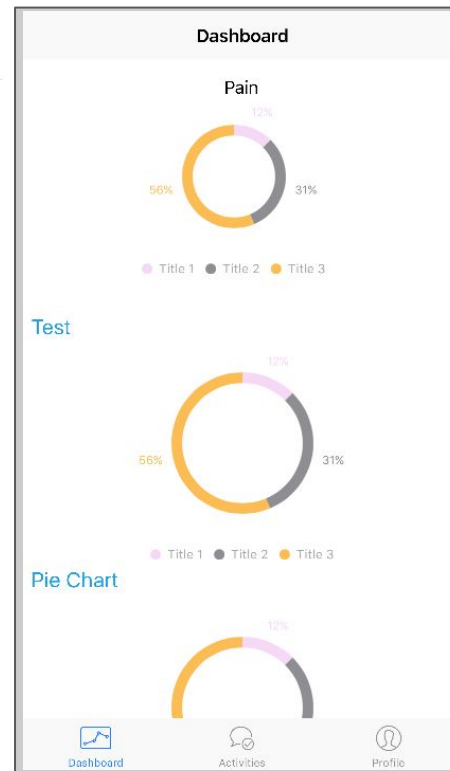 Dashboard
Pain
12%
56% 31%
Title 1 Title 2 Title 3
Test
12%
56% 31%
Title 1 Title 2 Title 3
Pie Chart
12%
Dashboard Activities Profile